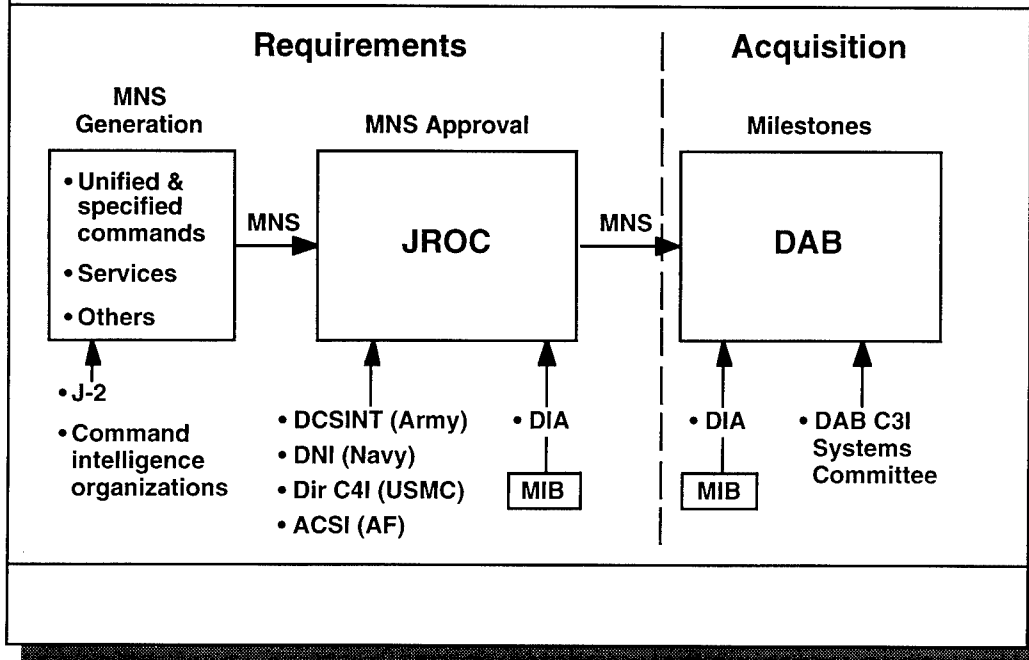 Requirements
Acquisition
MNS
Generation
MNS Approval
Milestones
• Unified &
specified
commands
• Services
• Others
MNS
JROC
MNS
DAB
• J-2
• Command
intelligence
organizations
• DCSINT (Army)
• DNI (Navy)
• Dir C4I (USMC)
• ACSI (AF)
• DIA
MIB
• DIA
MIB
• DAB C3I
Systems
Committee